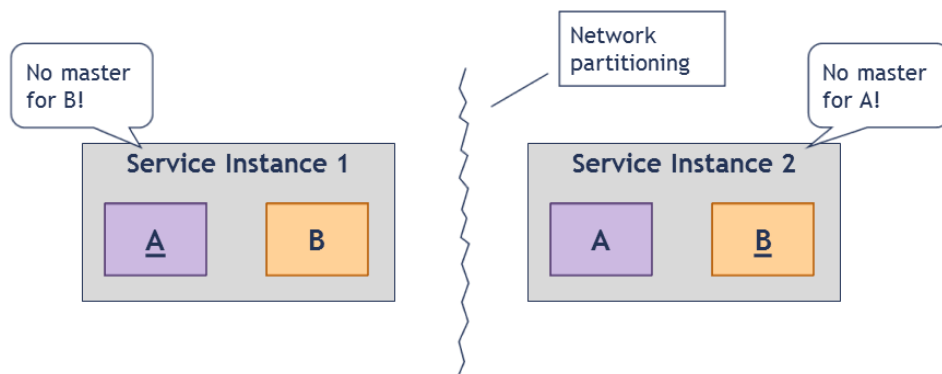 No master
for B!
Network
partitioning
No master
for A!
Service Instance 1
A
B
Service Instance 2
A
B